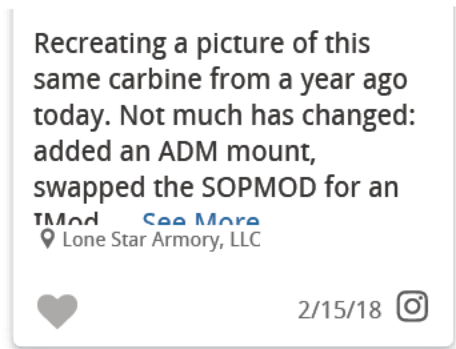 Recreating a picture of this
same carbine from a year ago
today. Not much has changed:
added an ADM mount,
swapped the SOPMOD for an
IMod ... See More
Lone Star Armory, LLC
2/15/18